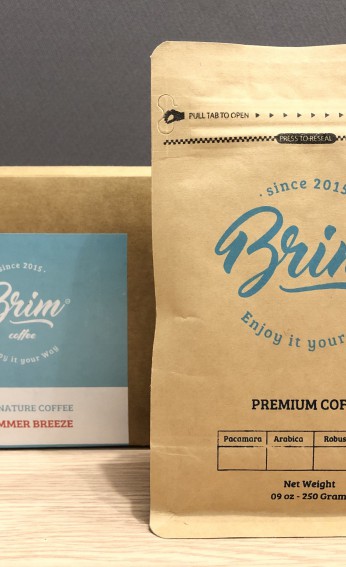 PULL TAB TO OPEN
PRESS TO RESEAL
. since 2015
Brim
Enjoy it your
PREMIUM COF
Pacamara Arabica Robus
Net Weight
09 oz - 250 Gram
since 2015 .
Brim
coffee
oy it your Way
NATURE COFFEE
MMER BREEZE